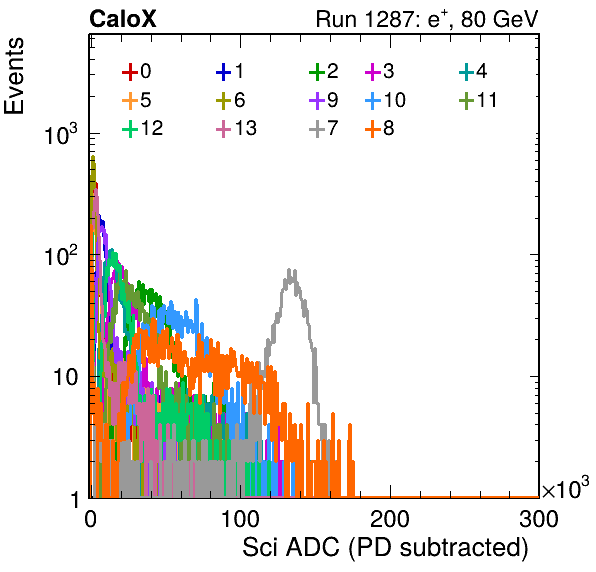 CaloX Run 1287: e⁺, 80 GeV
Events
0 1 2 3 4
5 6 9 10 11
12 13 7 8
10³
10²
10
1
0 100 200 300
×10³
Sci ADC (PD subtracted)